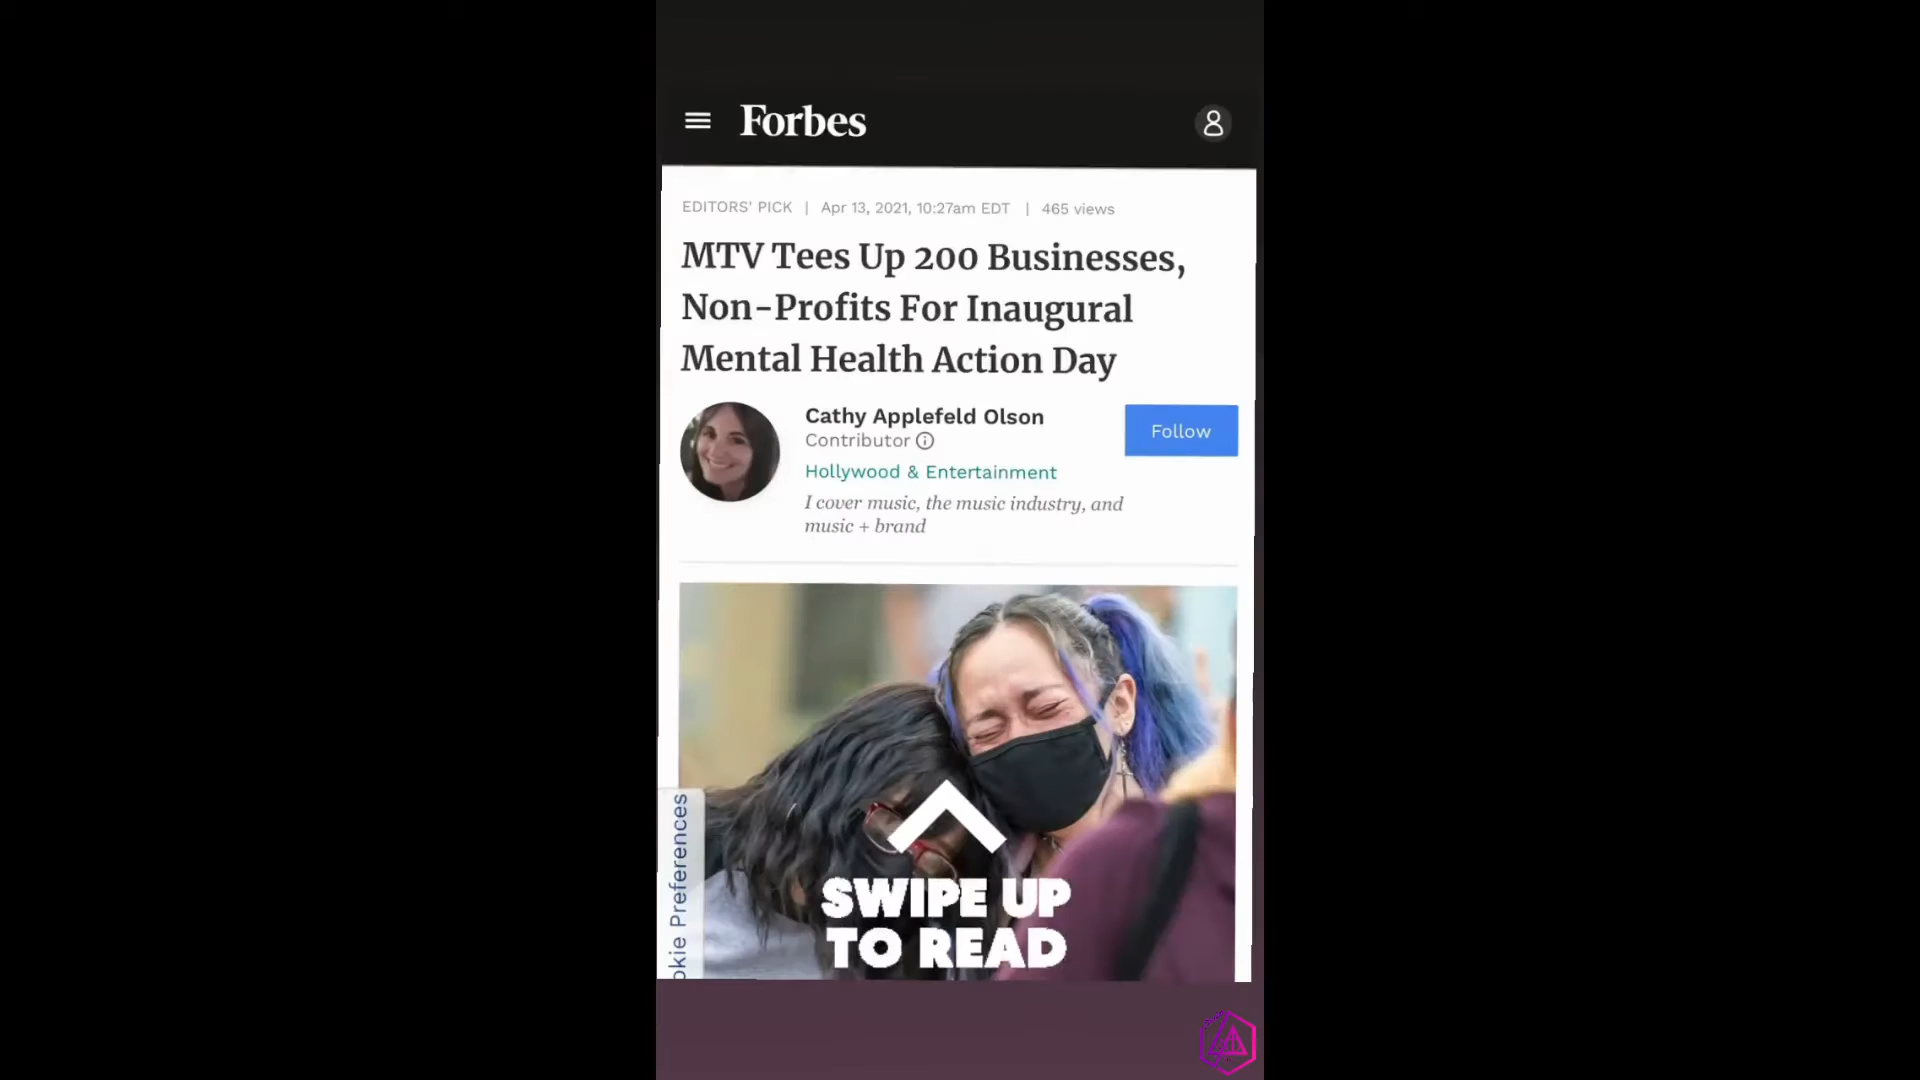 Forbes
EDITORS' PICK | Apr 13, 2021, 10:27am EDT | 465 views
MTV Tees Up 200 Businesses,
Non-Profits For Inaugural
Mental Health Action Day
Cathy Applefeld Olson
Contributor
Follow
Hollywood & Entertainment
I cover music, the music industry, and
music + brand
okie Preferences
SWIPE UP
TO READ